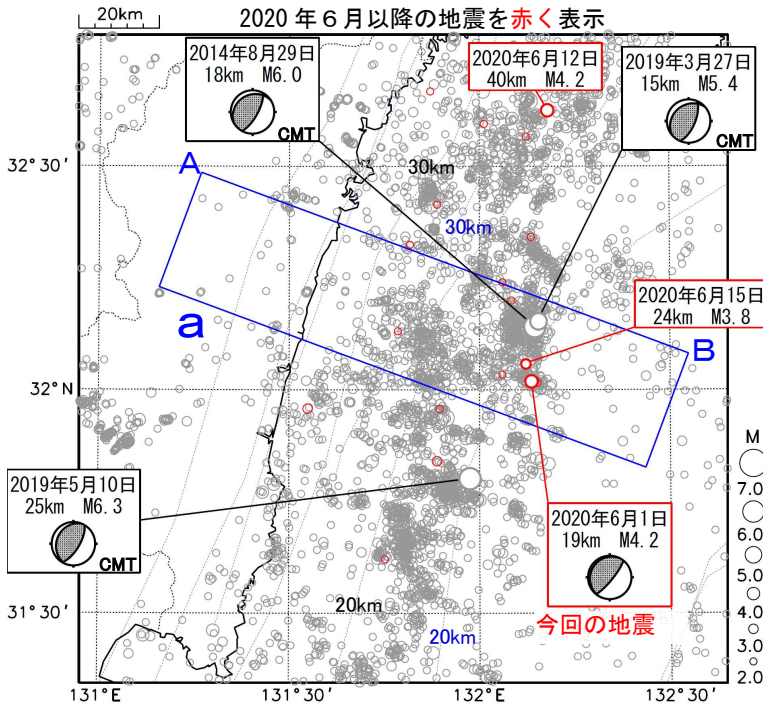 2020年６月以降の地震を赤く表示
20km
2014年8月29日
18km M6.0
CMT
2020年6月12日
40km M4.2
2019年3月27日
15km M5.4
CMT
32°30′
A
30km
30km
a
2020年6月15日
24km M3.8
B
32°N
M
7.0
6.0
5.0
4.0
3.0
2.0
2019年5月10日
25km M6.3
CMT
2020年6月1日
19km M4.2
今回の地震
31°30′
20km
20km
131°E
131°30′
132°E
132°30′